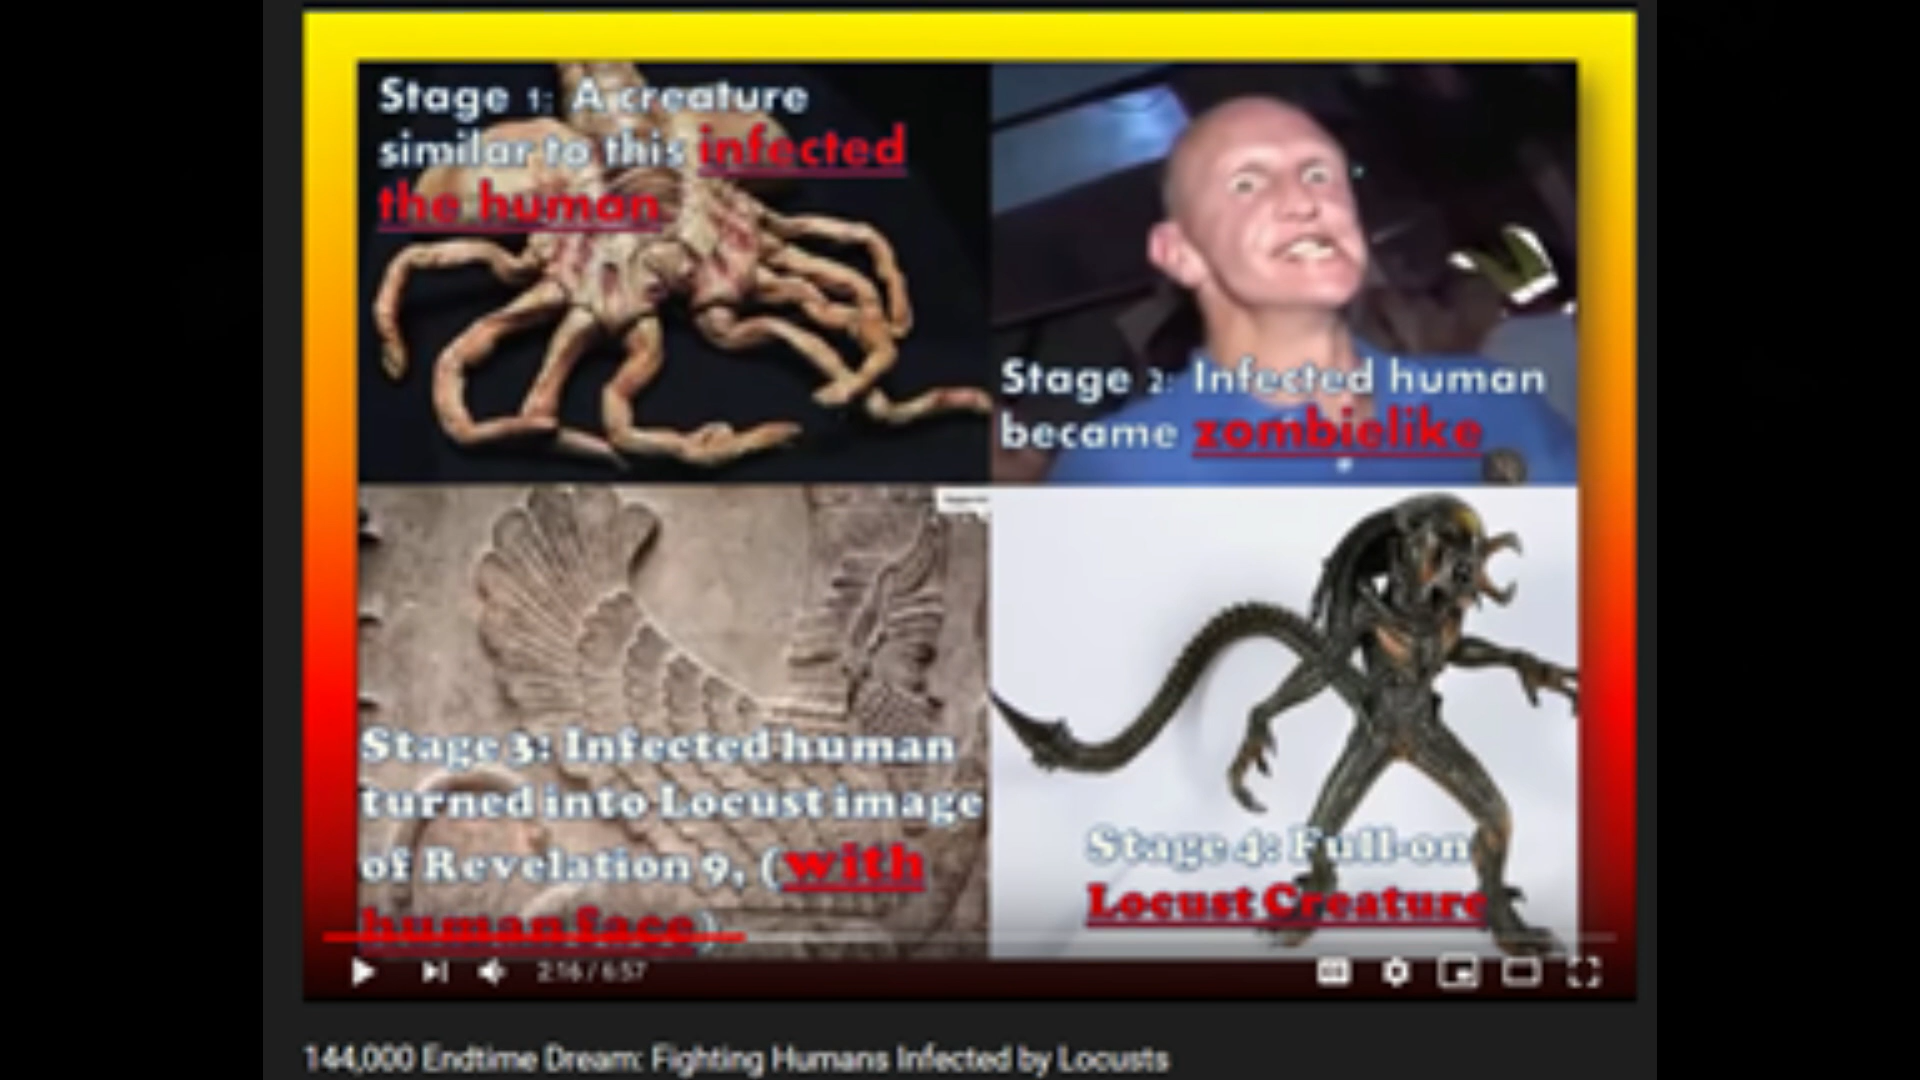 Stage 1: A creature
similar to this infected
the human
Stage 2: Infected human
became zombielike
Stage 3: Infected human
turned into Locust image
of Revelation 9, (with
human face)
Stage 4: Full-on
Locust Creature
2:16 / 6:57
144,000 Endtime Dream: Fighting Humans Infected by Locusts